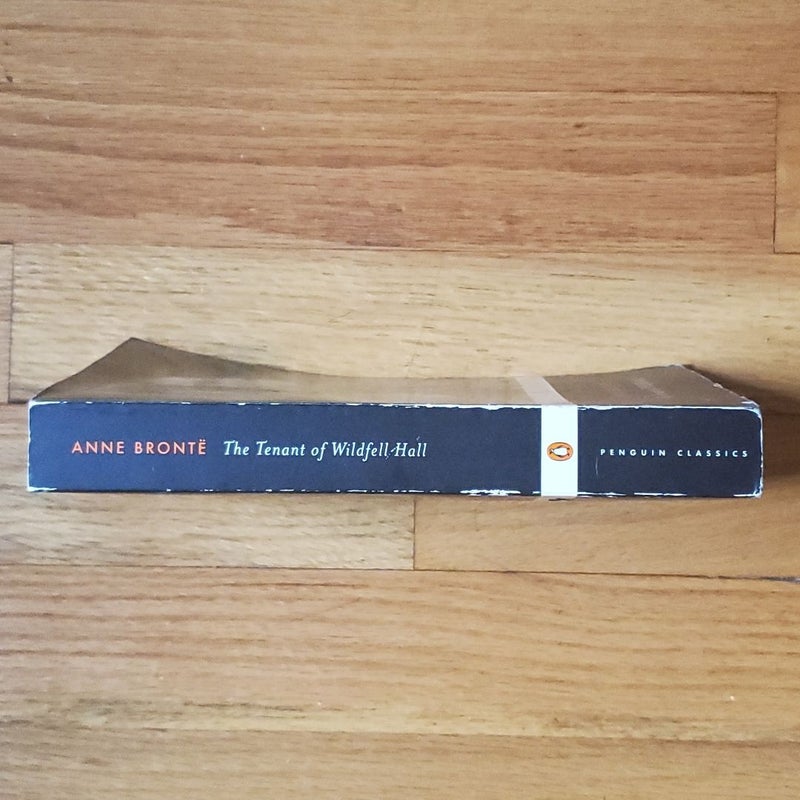 ANNE BRONTË The Tenant of Wildfell Hall PENGUIN CLASSICS